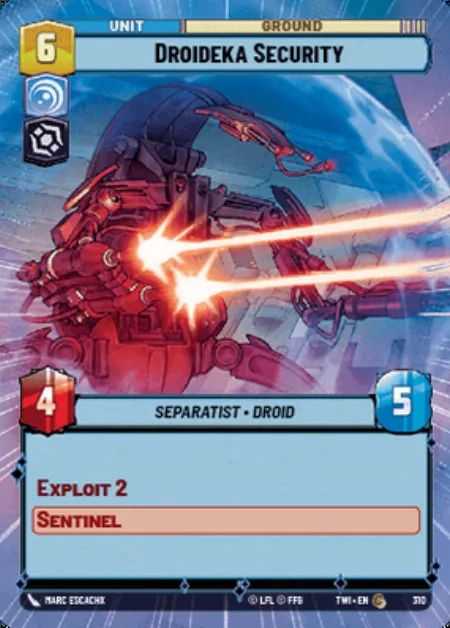 UNIT GROUND
6
DROIDEKA SECURITY
4
SEPARATIST • DROID
5
EXPLOIT 2
SENTINEL
MARC ESCACHX © LFL © FFG TWI • EN 310